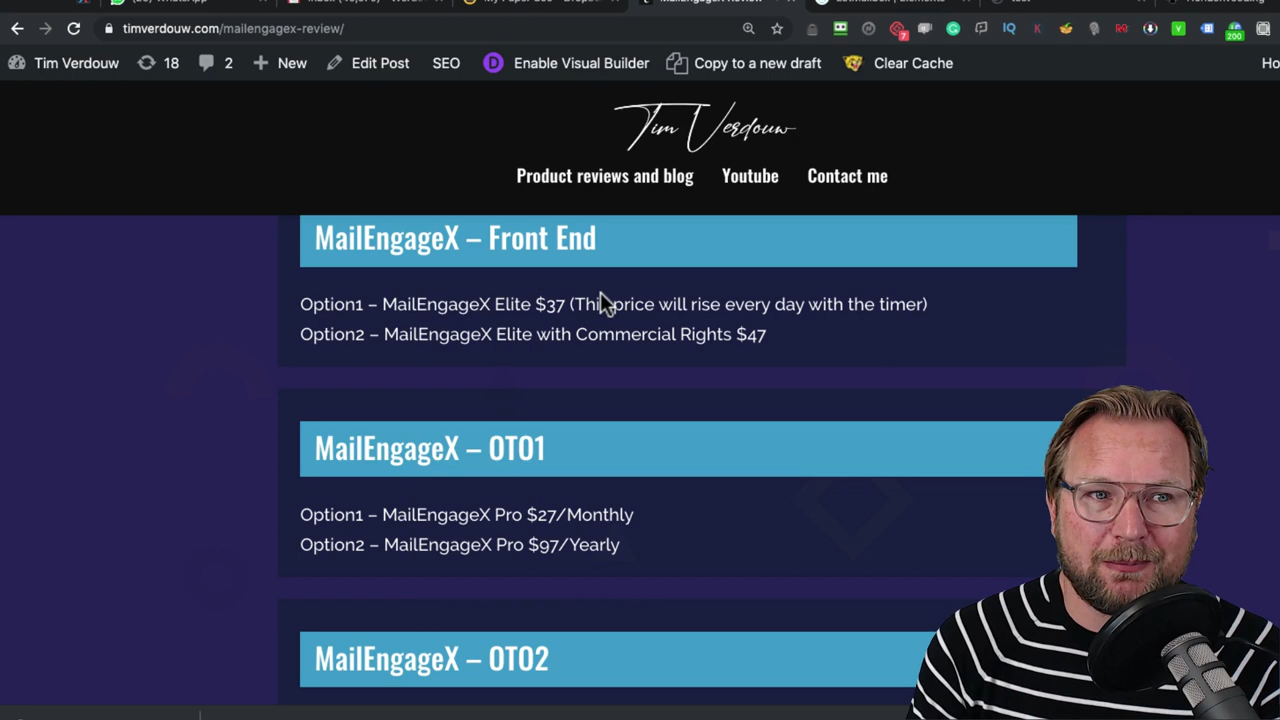 timverdouw.com/mailengagex-review/
7
200
Tim Verdouw 18 2 New Edit Post SEO D Enable Visual Builder Copy to a new draft Clear Cache Ho
Tim Verdouw
Product reviews and blog Youtube Contact me
MailEngageX – Front End
Option1 – MailEngageX Elite $37 (This price will rise every day with the timer)
Option2 – MailEngageX Elite with Commercial Rights $47
MailEngageX – OTO1
Option1 – MailEngageX Pro $27/Monthly
Option2 – MailEngageX Pro $97/Yearly
MailEngageX – OTO2